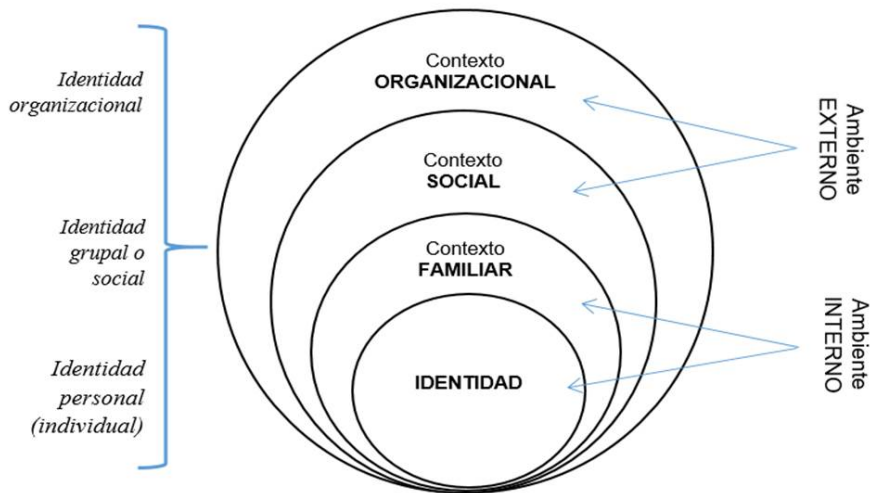 Identidad
organizacional
Identidad
grupal o
social
Identidad
personal
(individual)
Contexto
ORGANIZACIONAL
Contexto
SOCIAL
Contexto
FAMILIAR
IDENTIDAD
Ambiente
EXTERNO
Ambiente
INTERNO